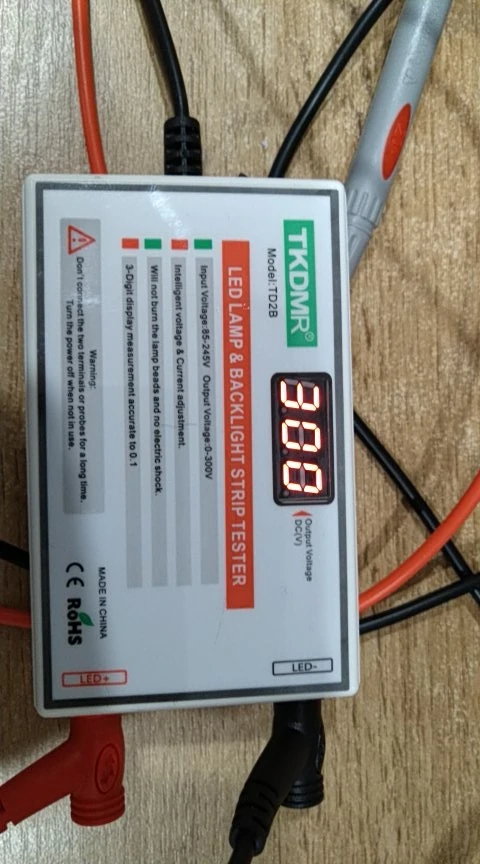 TKDMR®
Model:TD2B
300
Output Voltage
DC(V)
LED LAMP & BACKLIGHT STRIP TESTER
Input Voltage:85-245V Output Voltage:0-300V
Intelligent voltage & Current adjustment.
Will not burn the lamp beads and no electric shock.
3-Digit display measurement accurate to 0.1
Warning:
Don't connect the two terminals or probes for a long time.
Turn the power off when not in use.
MADE IN CHINA
CE RoHS
LED-
LED+